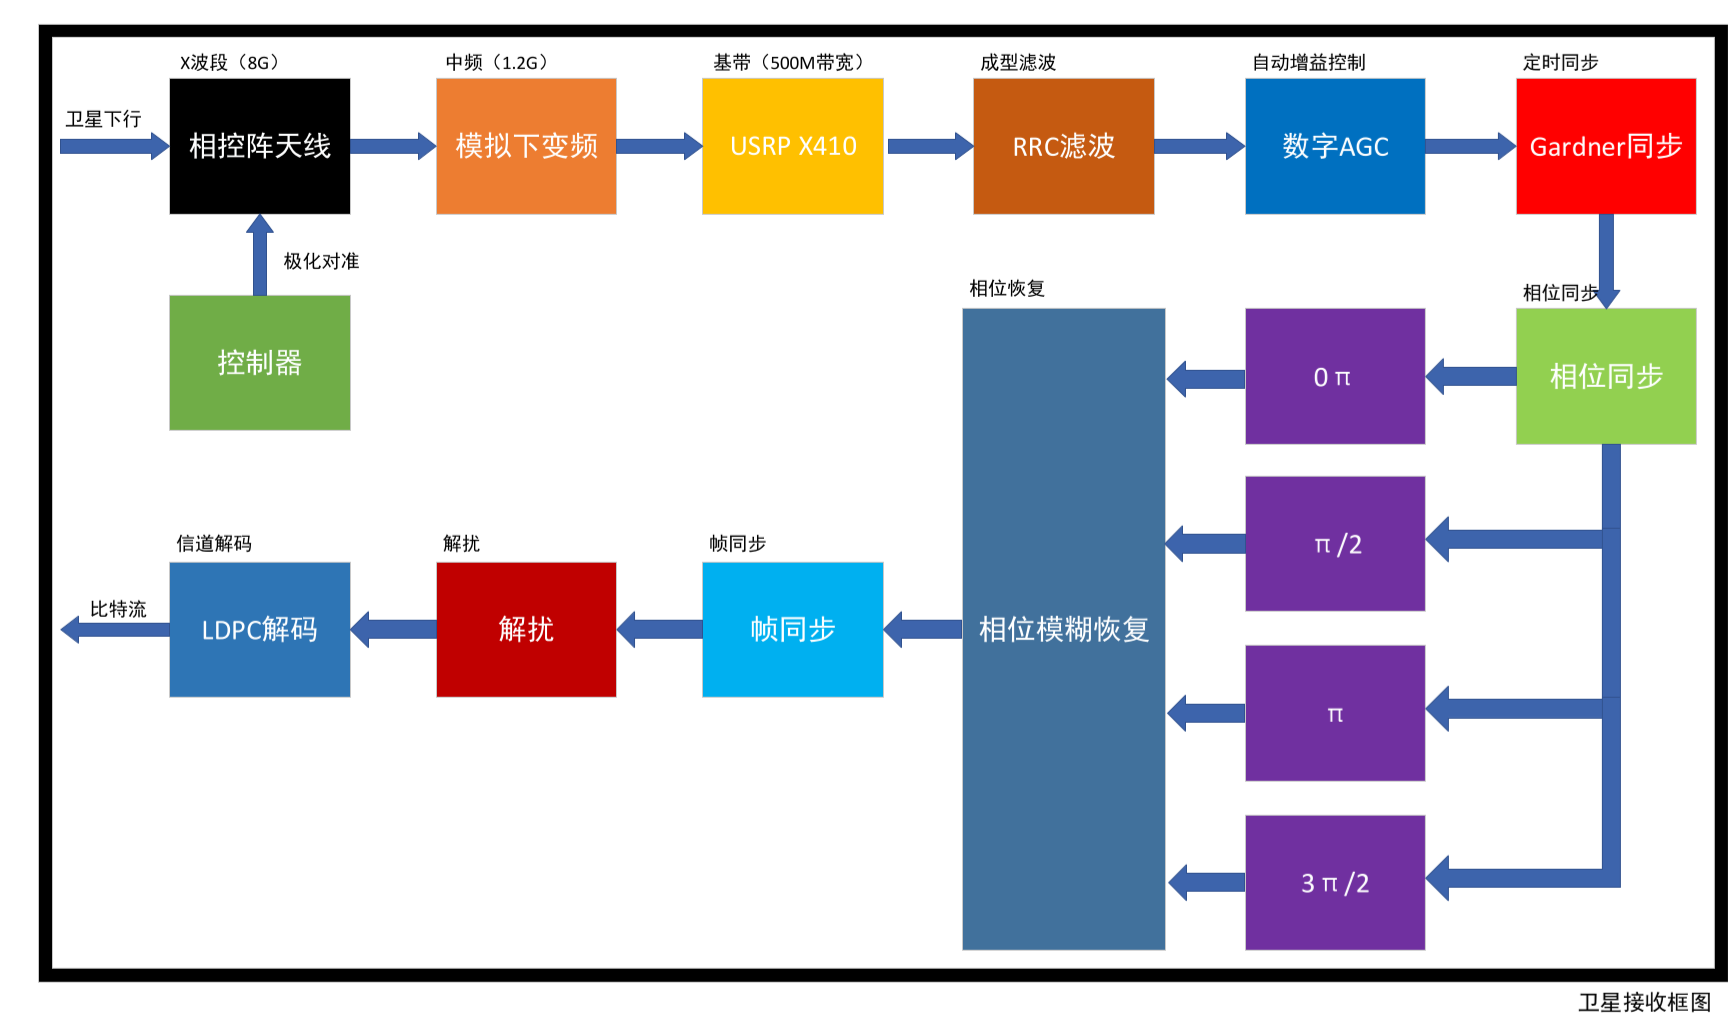 X波段（8G）
中频（1.2G）
基带（500M带宽）
成型滤波
自动增益控制
定时同步
卫星下行
相控阵天线
模拟下变频
USRP X410
RRC滤波
数字AGC
Gardner同步
极化对准
控制器
相位恢复
相位同步
0 π
相位同步
π /2
信道解码
解扰
帧同步
比特流
LDPC解码
解扰
帧同步
相位模糊恢复
π
3 π /2
卫星接收框图